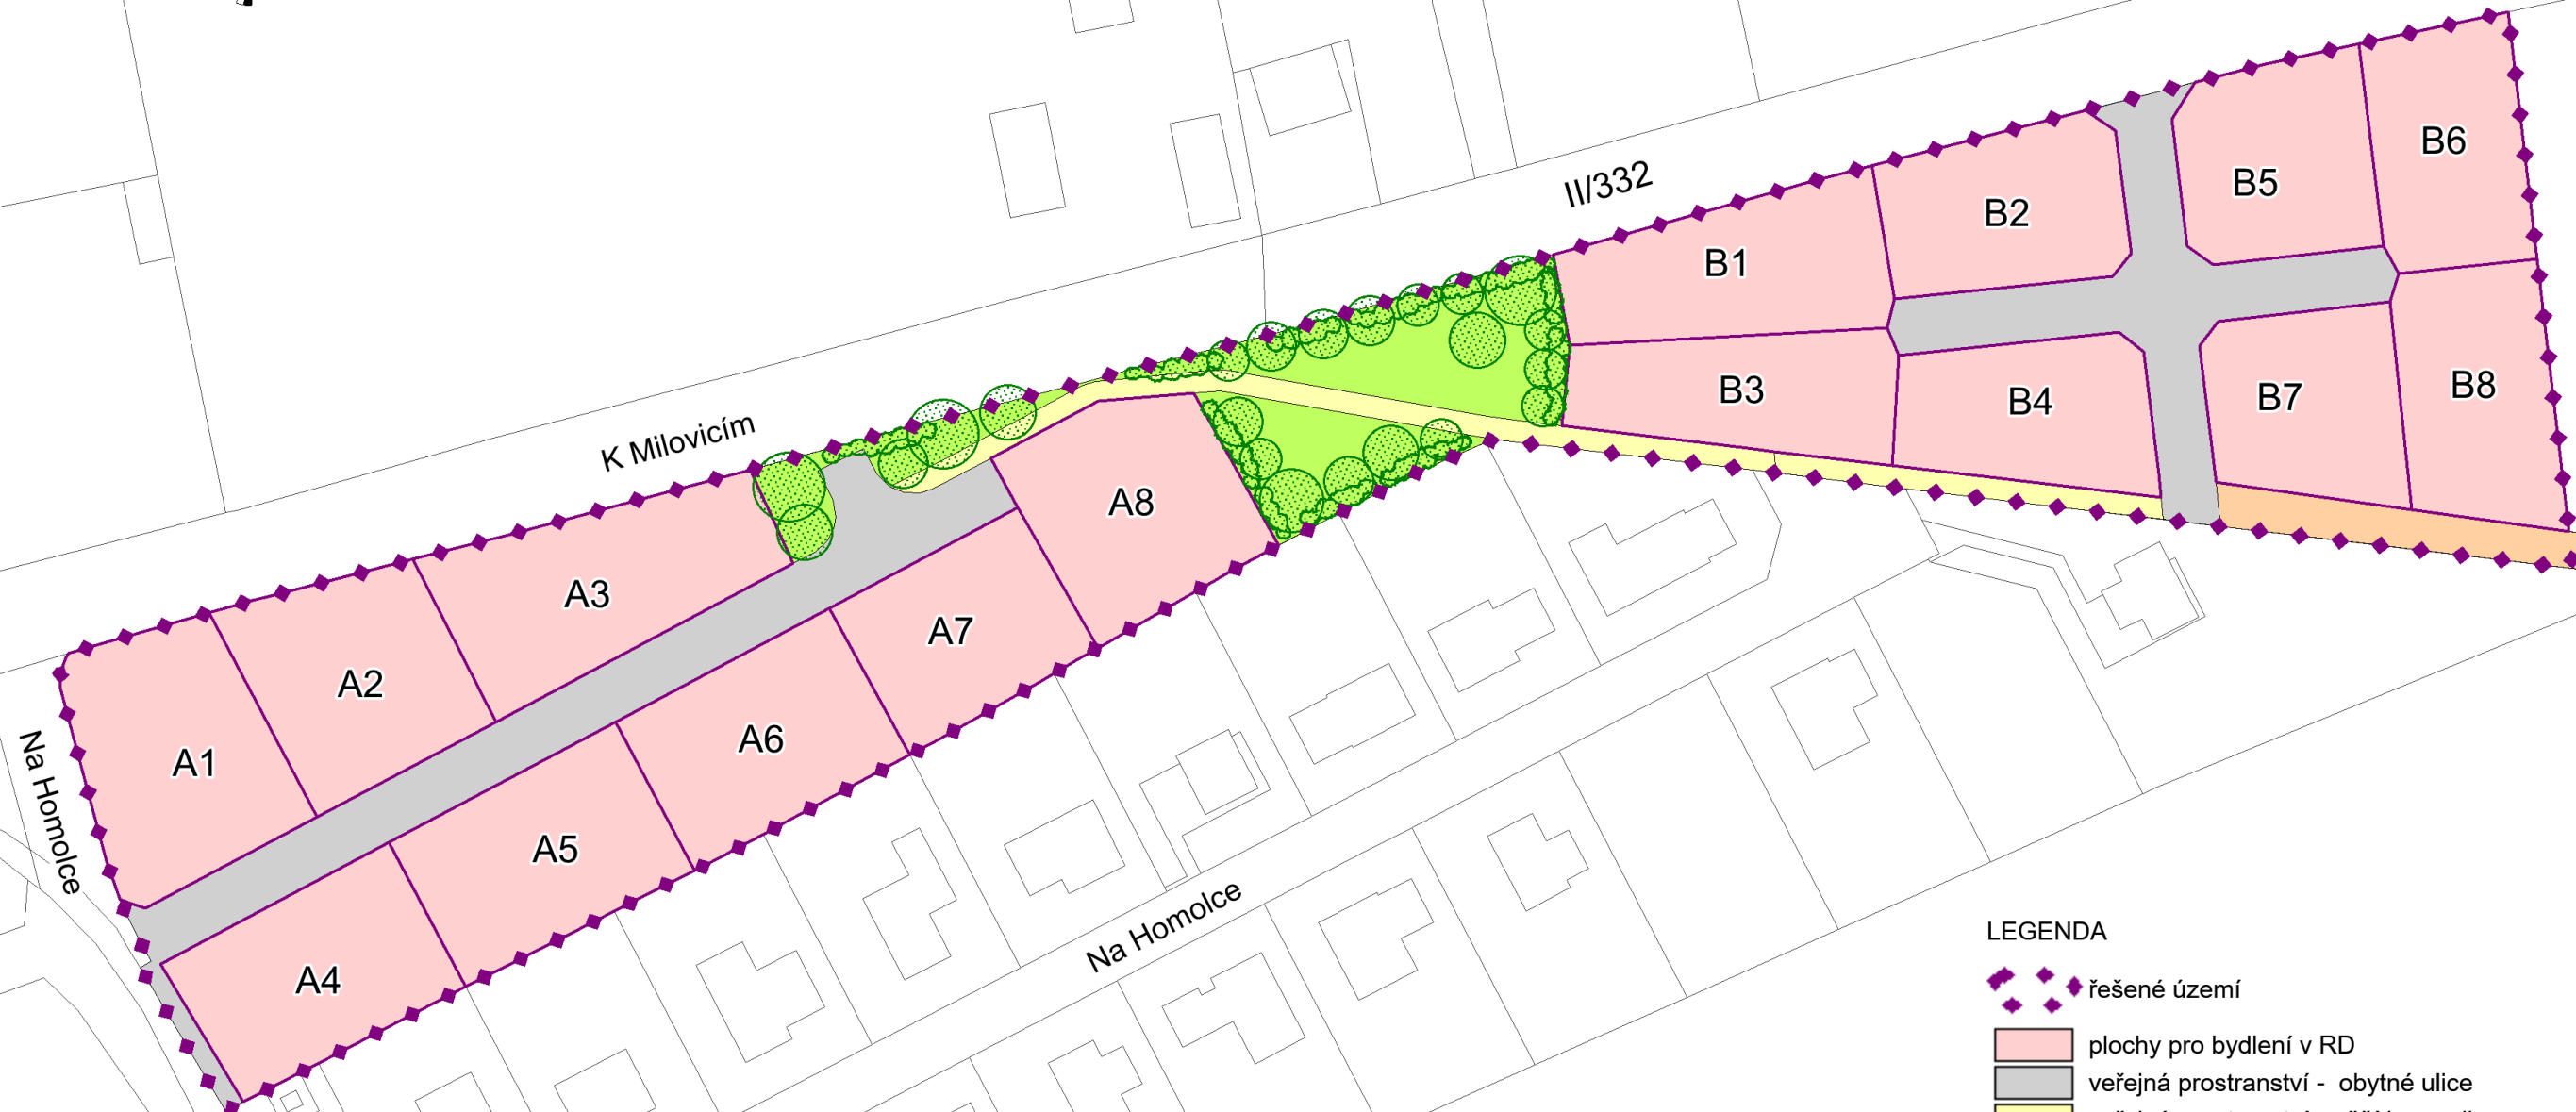 II/332
B6
B5
B2
B1
B3
B4
B7
B8
K Milovicím
A8
A3
A7
A2
A6
A1
A5
A4
Na Homolce
Na Homolce
LEGENDA
řešené území
plochy pro bydlení v RD
veřejná prostranství - obytné ulice